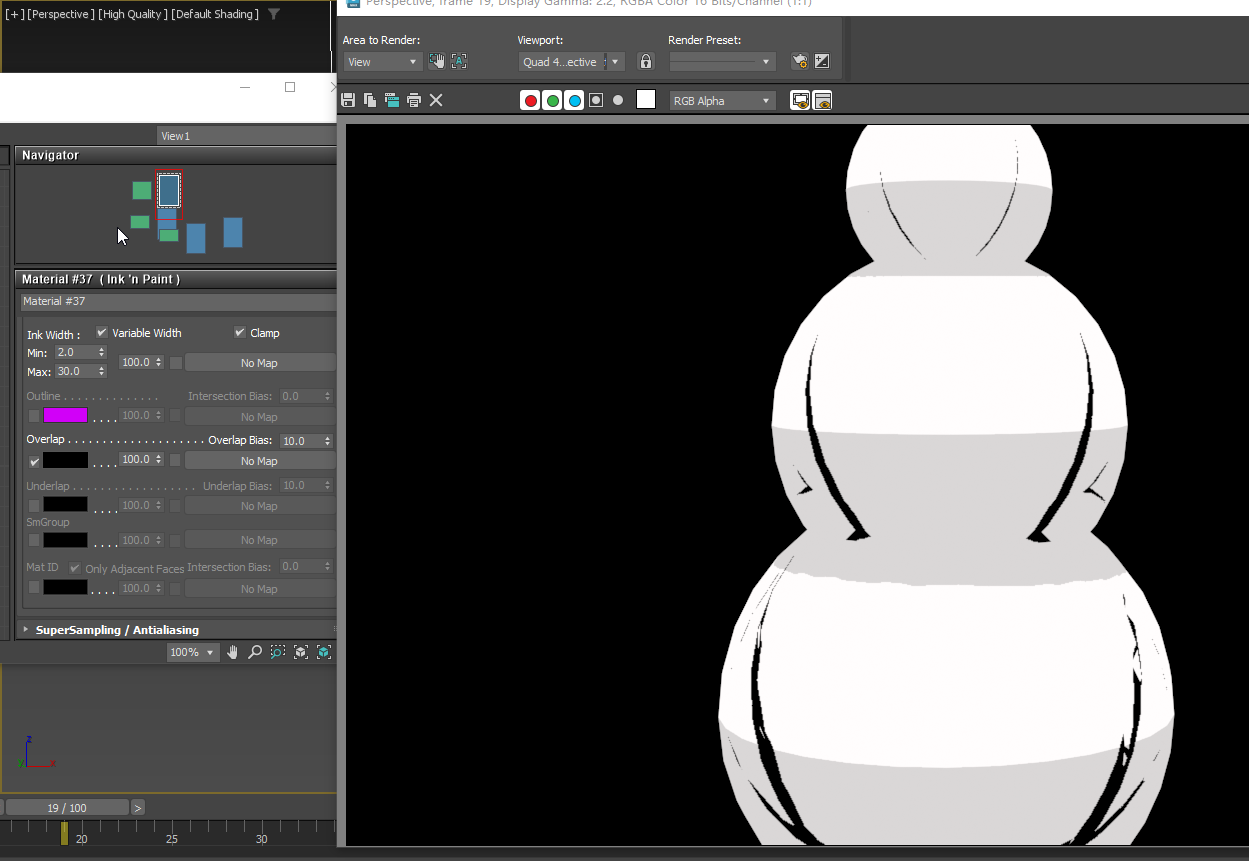 [+] [Perspective ] [High Quality ] [Default Shading ]
Perspective, frame 19, Display Gamma: 2.2, RGBA Color 16 Bits/Channel (1:1)
Area to Render:
Viewport:
Render Preset:
View
Quad 4...ective
RGB Alpha
View1
Navigator
Material #37 ( Ink 'n Paint )
Material #37
Ink Width :
Variable Width
Clamp
Min: 2.0
100.0
No Map
Max: 30.0
Outline . . . . . . . . . . . . . .
Intersection Bias: 0.0
. . . . 100.0
No Map
Overlap . . . . . . . . . . . . . . . . . . . . Overlap Bias: 10.0
. . . . 100.0
No Map
Underlap . . . . . . . . . . . . . . . . . . Underlap Bias: 10.0
. . . . 100.0
No Map
SmGroup
. . . . 100.0
No Map
Mat ID
Only Adjacent Faces Intersection Bias: 0.0
. . . . 100.0
No Map
SuperSampling / Antialiasing
100%
z
x
19 / 100
>
20
25
30